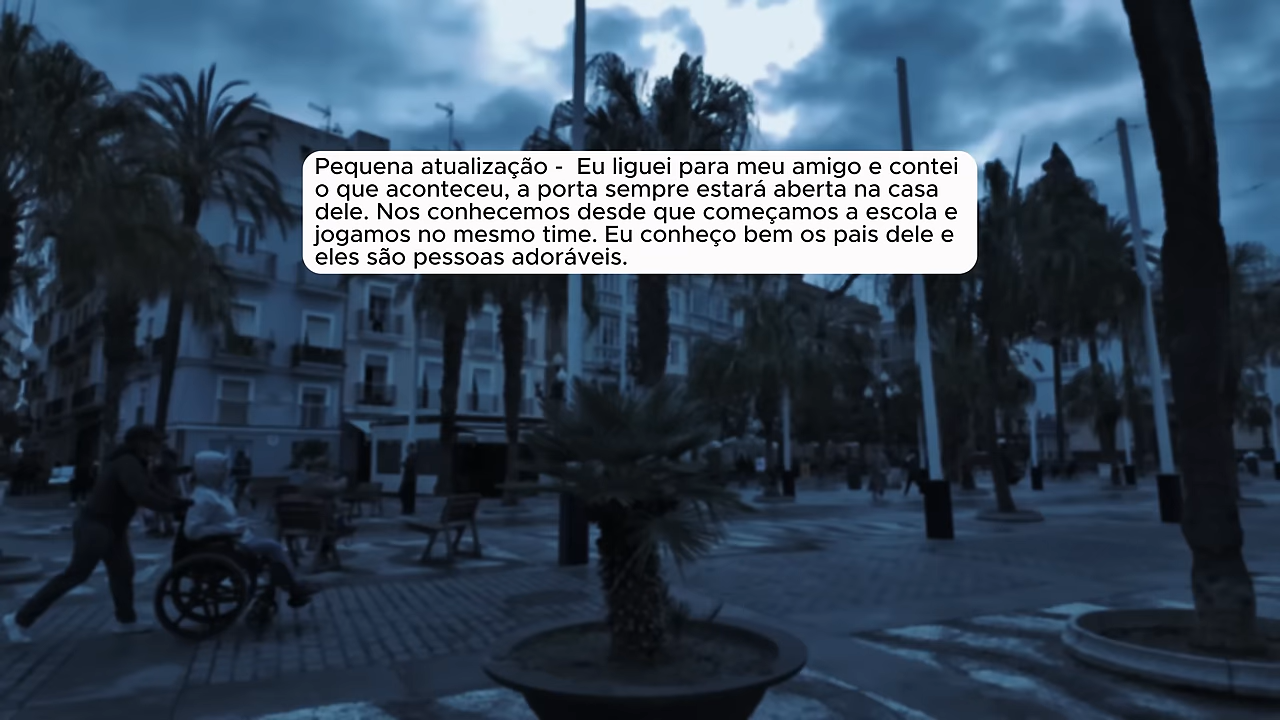 Pequena atualização -  Eu liguei para meu amigo e contei
o que aconteceu, a porta sempre estará aberta na casa
dele. Nos conhecemos desde que começamos a escola e
jogamos no mesmo time. Eu conheço bem os pais dele e
eles são pessoas adoráveis.